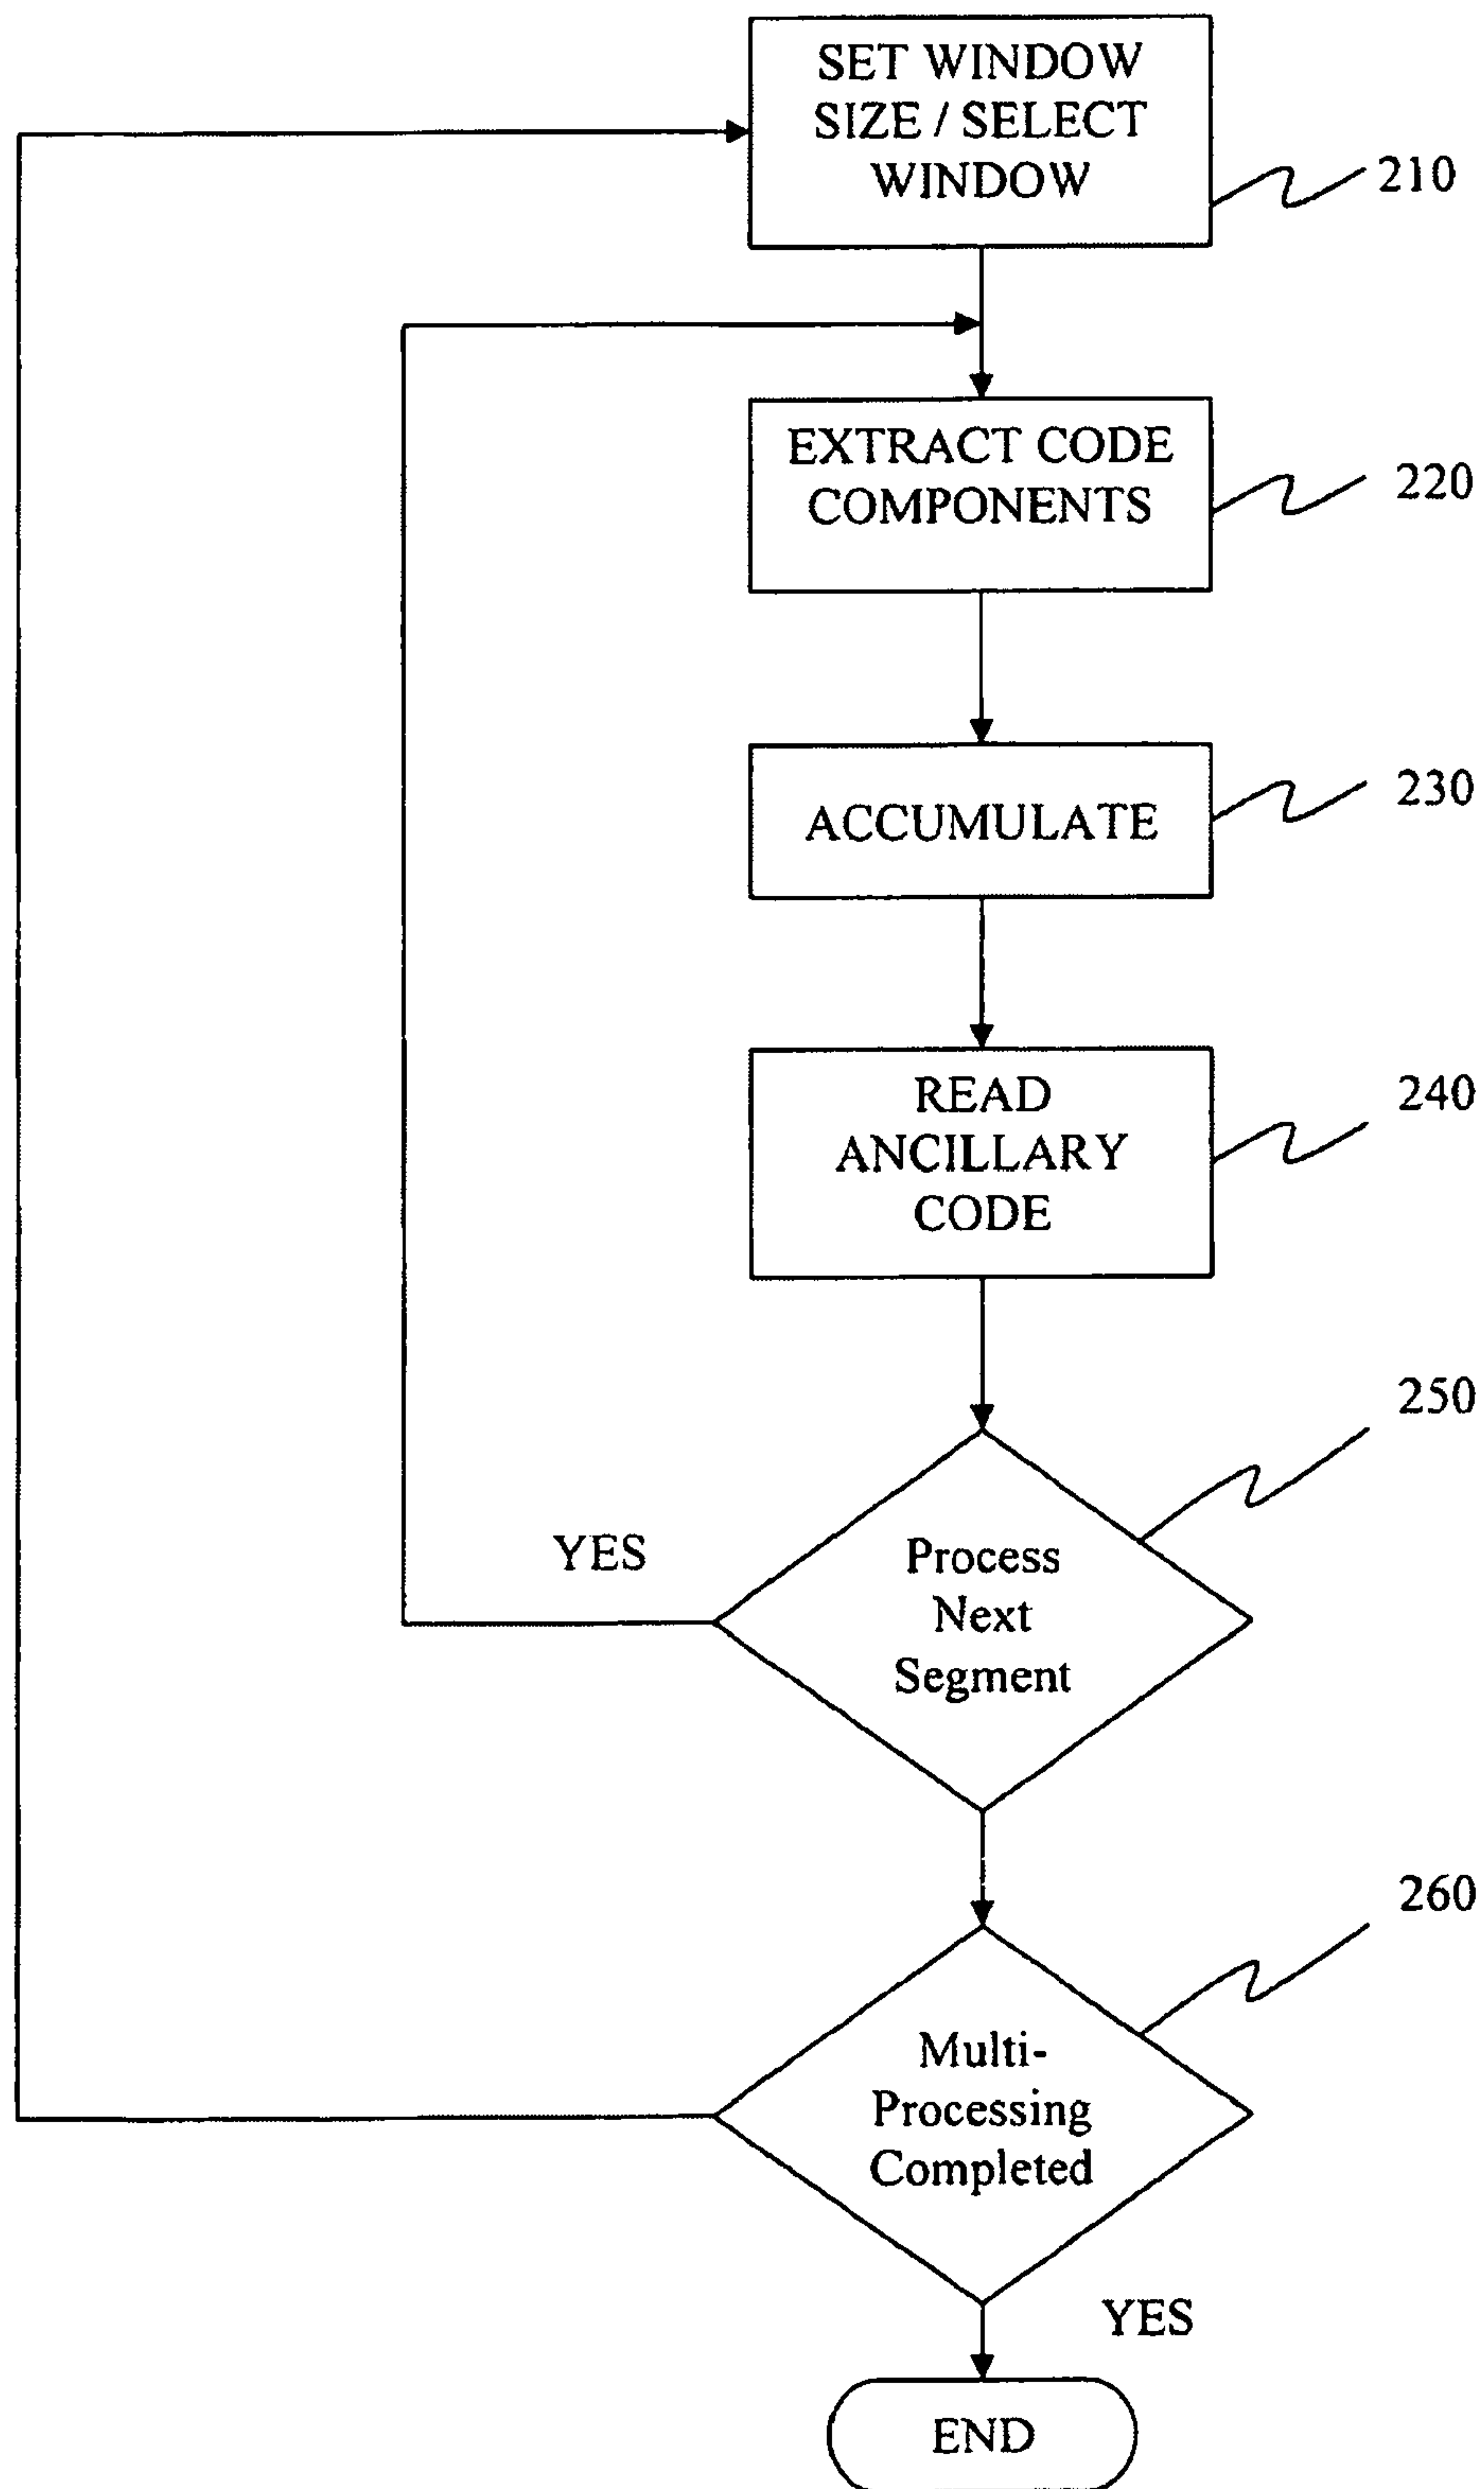 SET WINDOW
SIZE / SELECT
WINDOW
210
EXTRACT CODE
COMPONENTS
220
ACCUMULATE
230
READ
ANCILLARY
CODE
240
250
YES
Process
Next
Segment
260
Multi-
Processing
Completed
YES
END